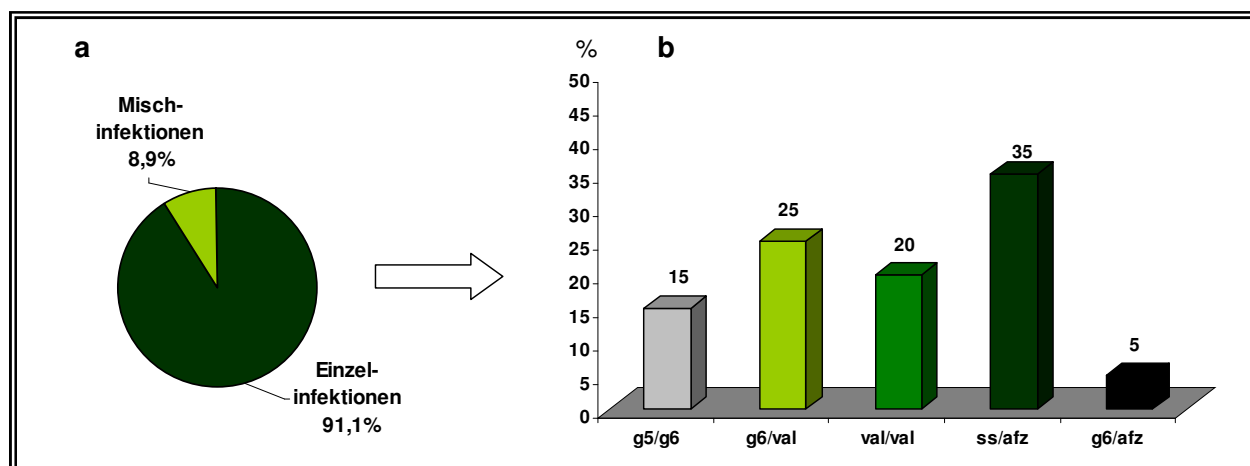 a
Misch-
infektionen
8,9%
Einzel-
infektionen
91,1%
b
%
50
45
40
35
30
25
20
15
10
5
0
15
25
20
35
5
g5/g6
g6/val
val/val
ss/afz
g6/afz